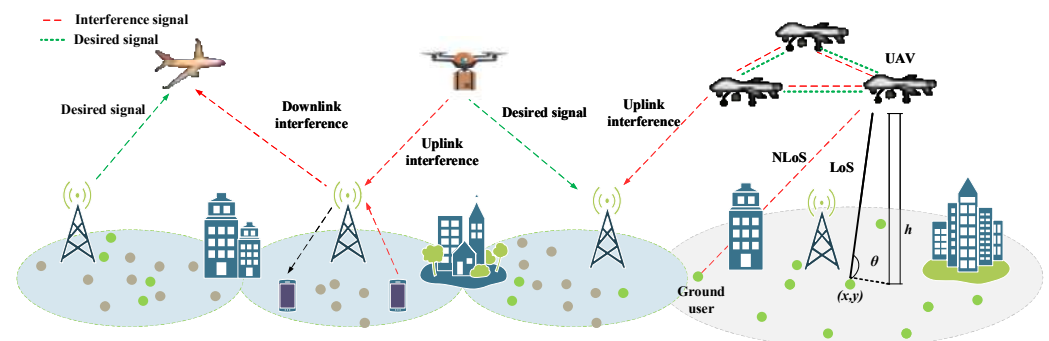 Interference signal
Desired signal
UAV
Desired signal
Downlink
interference
Desired signal
Uplink
interference
Uplink
interference
NLoS
LoS
h
θ
Ground
user
(x,y)